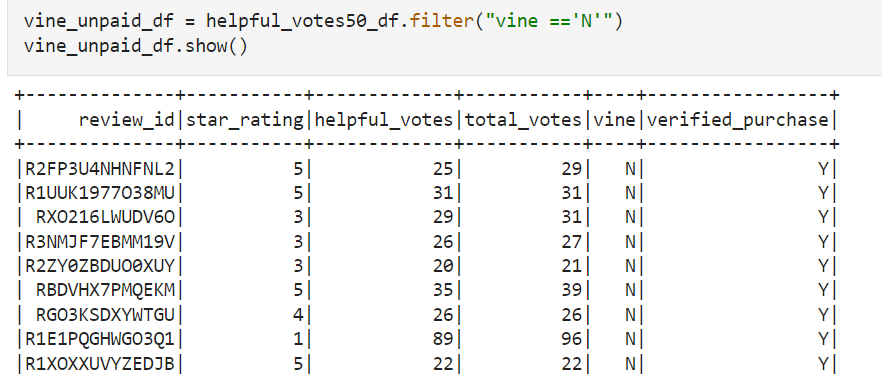 vine_unpaid_df = helpful_votes50_df.filter("vine =='N'")
vine_unpaid_df.show()
+--------------+-----------+-------------+-----------+----+-----------------+
|     review_id|star_rating|helpful_votes|total_votes|vine|verified_purchase|
+--------------+-----------+-------------+-----------+----+-----------------+
|R2FP3U4NHNFNL2|          5|           25|         29|   N|                Y|
|R1UUK1977O38MU|          5|           31|         31|   N|                Y|
| RXO216LWUDV6O|          3|           29|         31|   N|                Y|
|R3NMJF7EBMM19V|          3|           26|         27|   N|                Y|
|R2ZY0ZBDUO0XUY|          3|           20|         21|   N|                Y|
| RBDVHX7PMQEKM|          5|           35|         39|   N|                Y|
| RGO3KSDXYWTGU|          4|           26|         26|   N|                Y|
|R1E1PQGHWGO3Q1|          1|           89|         96|   N|                Y|
|R1XOXXUVYZEDJB|          5|           22|         22|   N|                Y|